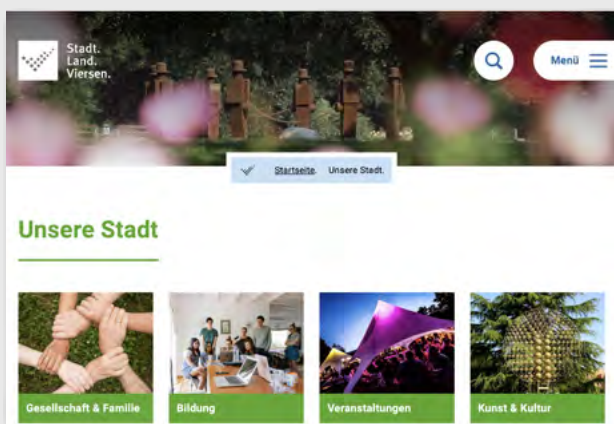 Stadt.
Land.
Viersen.
Menü
Startseite. Unsere Stadt.
Unsere Stadt
Gesellschaft & Familie
Bildung
Veranstaltungen
Kunst & Kultur